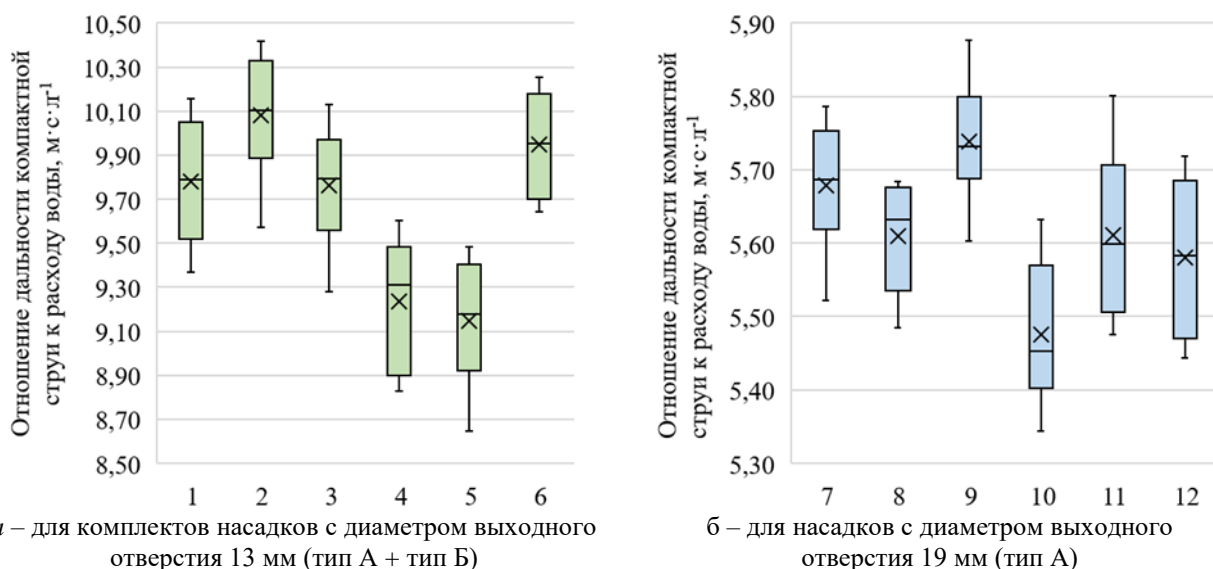 Отношение дальности компактной
струи к расходу воды, м·с·л-1
10,50
10,30
10,10
9,90
9,70
9,50
9,30
9,10
8,90
8,70
8,50
1 2 3 4 5 6
– для комплектов насадков с диаметром выходного
отверстия 13 мм (тип А + тип Б)
Отношение дальности компактной
струи к расходу воды, м·с·л-1
5,90
5,80
5,70
5,60
5,50
5,40
5,30
7 8 9 10 11 12
б – для насадков с диаметром выходного
отверстия 19 мм (тип А)